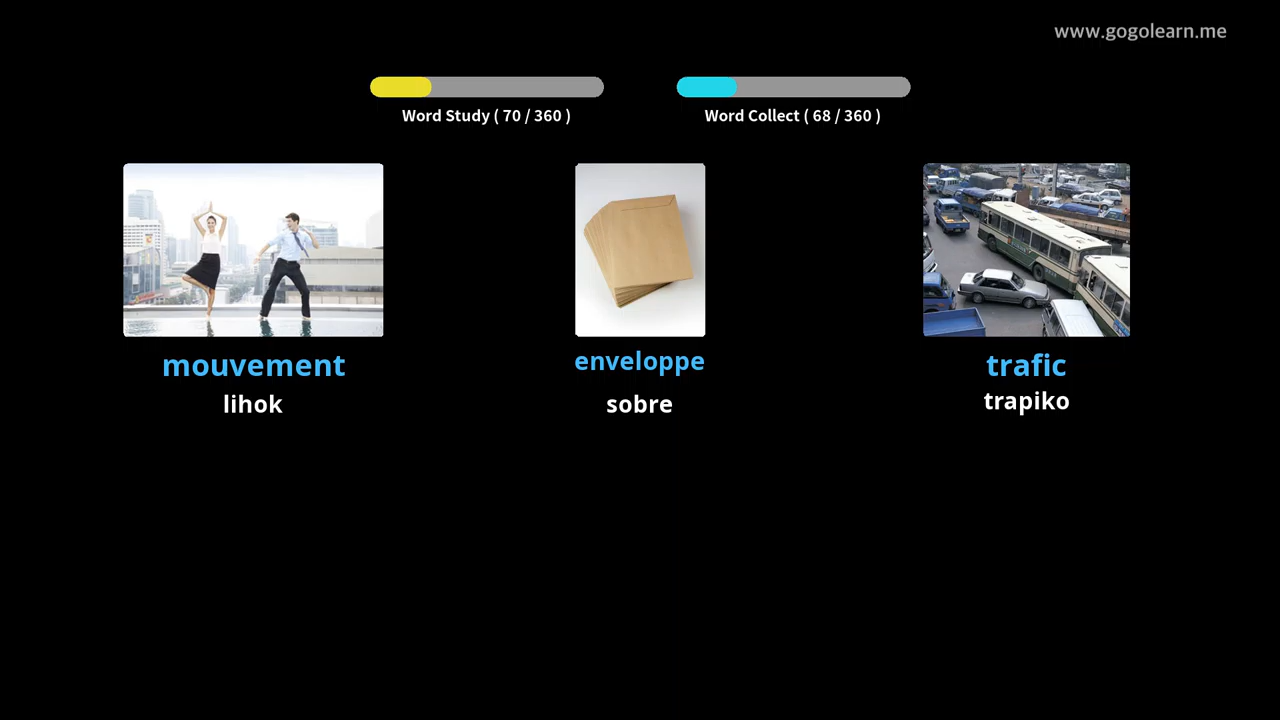 www.gogolearn.me
Word Study ( 70 / 360 )
Word Collect ( 68 / 360 )
mouvement
lihok
enveloppe
sobre
trafic
trapiko